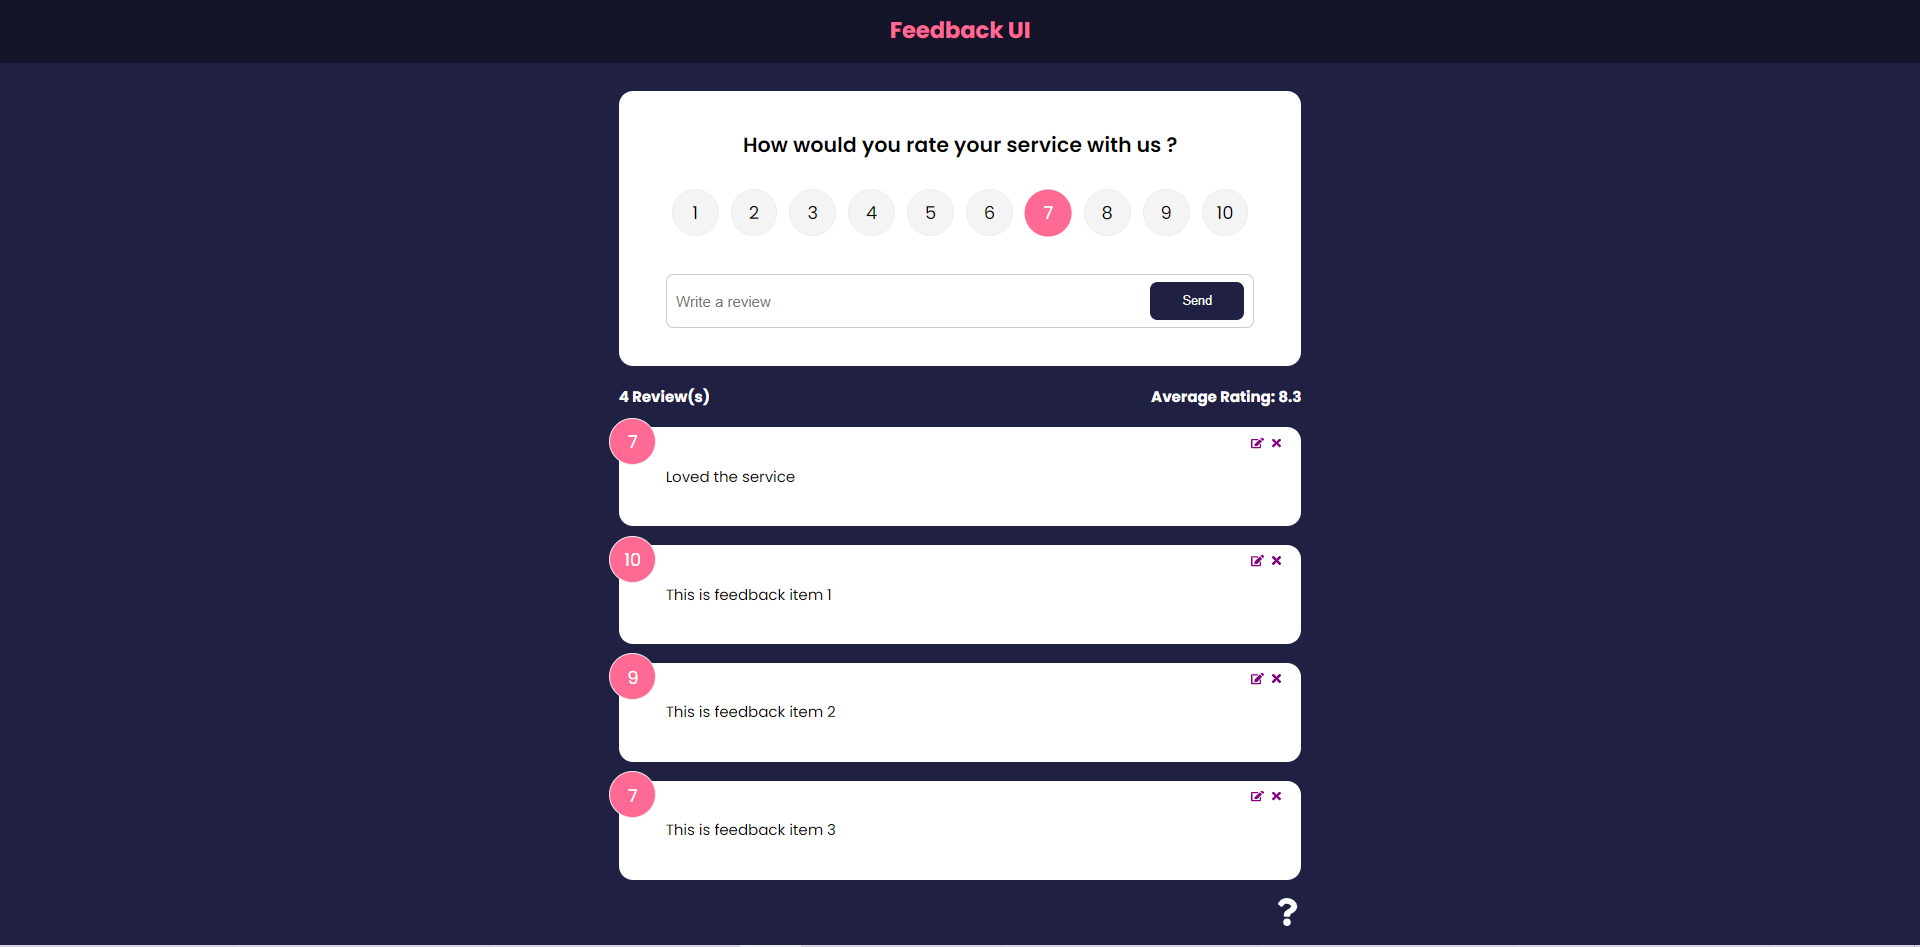 Feedback UI
How would you rate your service with us ?
1 2 3 4 5 6 7 8 9 10
Write a review Send
4 Review(s) Average Rating: 8.3
7
Loved the service
10
This is feedback item 1
9
This is feedback item 2
7
This is feedback item 3
?